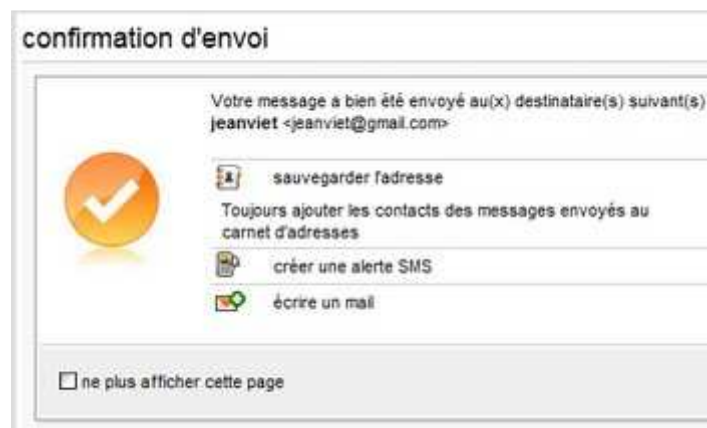 confirmation d'envoi
Votre message a bien été envoyé au(x) destinataire(s) suivant(s)
jeanviet <jeanviet@gmail.com>
sauvegarder l'adresse
Toujours ajouter les contacts des messages envoyés au
carnet d'adresses
créer une alerte SMS
écrire un mail
ne plus afficher cette page